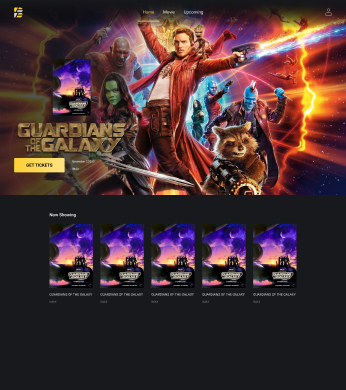 Home Movie Upcoming
GUARDIANS
OF THE
GALAXY
GET TICKETS
Now Showing
GUARDIANS OF THE GALAXY GUARDIANS OF THE GALAXY GUARDIANS OF THE GALAXY GUARDIANS OF THE GALAXY GUARDIANS OF THE GALAXY